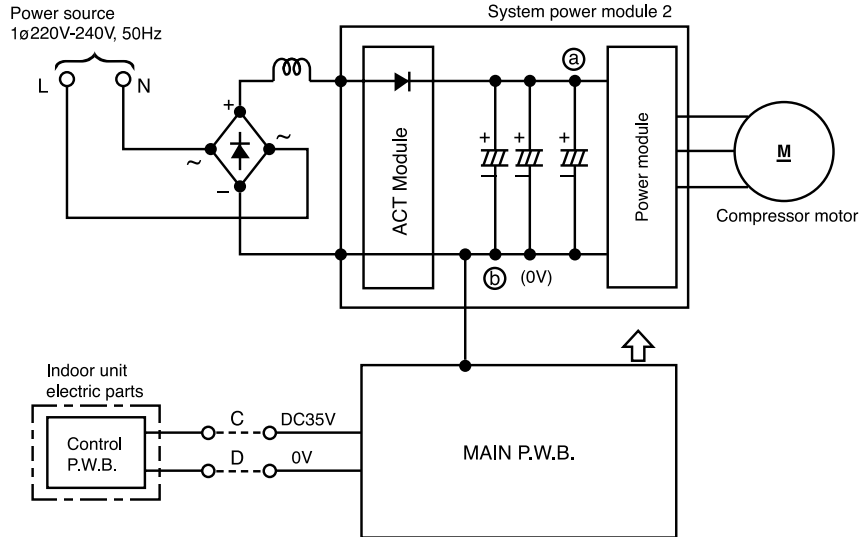 Power source
1ø220V-240V, 50Hz
System power module 2
L
N
+
~
~
−
ACT Module
+
+
+
−
−
−
a
b
(0V)
Power module
M
Compressor motor
Indoor unit
electric parts
Control
P.W.B.
C
DC35V
D
0V
MAIN P.W.B.